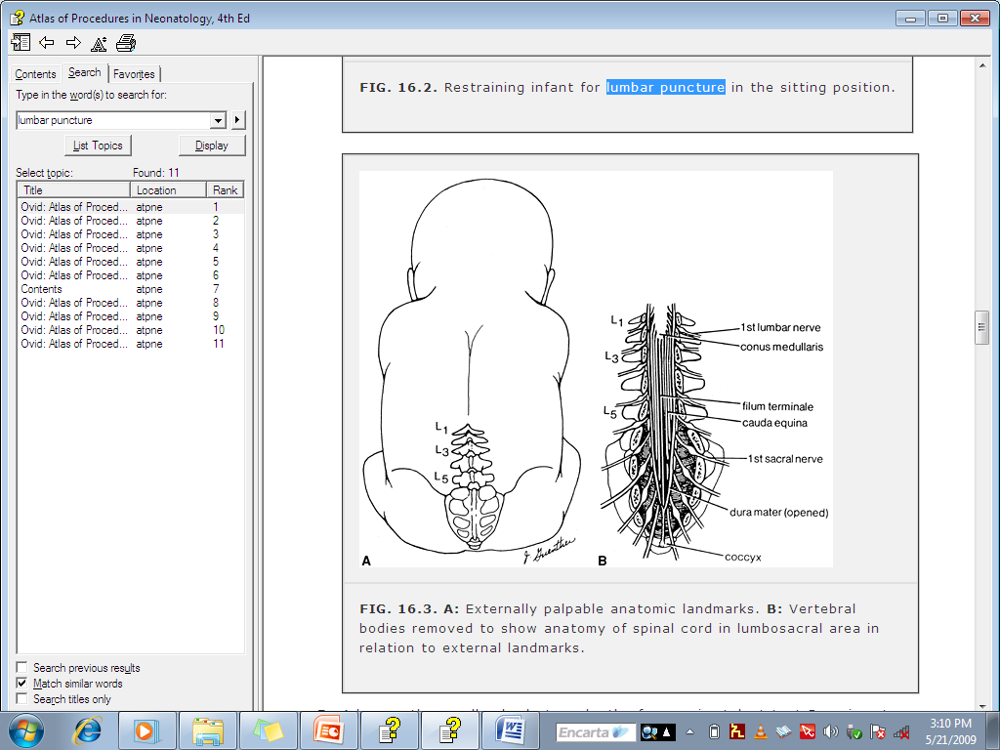 Atlas of Procedures in Neonatology, 4th Ed
Contents Search Favorites
Type in the word(s) to search for:
lumbar puncture
List Topics Display
Select topic: Found: 11
Title Location Rank
Ovid: Atlas of Proced... atpne 1
Ovid: Atlas of Proced... atpne 2
Ovid: Atlas of Proced... atpne 3
Ovid: Atlas of Proced... atpne 4
Ovid: Atlas of Proced... atpne 5
Ovid: Atlas of Proced... atpne 6
Contents atpne 7
Ovid: Atlas of Proced... atpne 8
Ovid: Atlas of Proced... atpne 9
Ovid: Atlas of Proced... atpne 10
Ovid: Atlas of Proced... atpne 11
Search previous results
Match similar words
Search titles only
FIG. 16.2. Restraining infant for lumbar puncture in the sitting position.
L1
L3
L5
A
J Guenther
L1
L3
L5
1st lumbar nerve
conus medullaris
filum terminale
cauda equina
1st sacral nerve
dura mater (opened)
coccyx
B
FIG. 16.3. A: Externally palpable anatomic landmarks. B: Vertebral
bodies removed to show anatomy of spinal cord in lumbosacral area in
relation to external landmarks.
Encarta
3:10 PM
5/21/2009